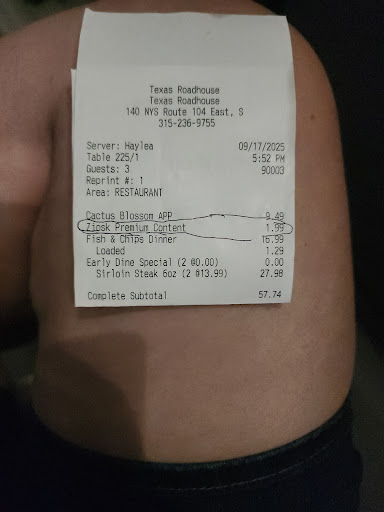 Texas Roadhouse
Texas Roadhouse
140 NYS Route 104 East, S
315-236-9755
Server: Haylea 09/17/2025
Table 225/1 5:52 PM
Guests: 3 90003
Reprint #: 1
Area: RESTAURANT
Cactus Blossom APP 9.49
Ziosk Premium Content 1.99
Fish & Chips Dinner 16.99
Loaded 1.29
Early Dine Special (2 @0.00) 0.00
Sirloin Steak 6oz (2 @13.99) 27.98
Complete Subtotal 57.74